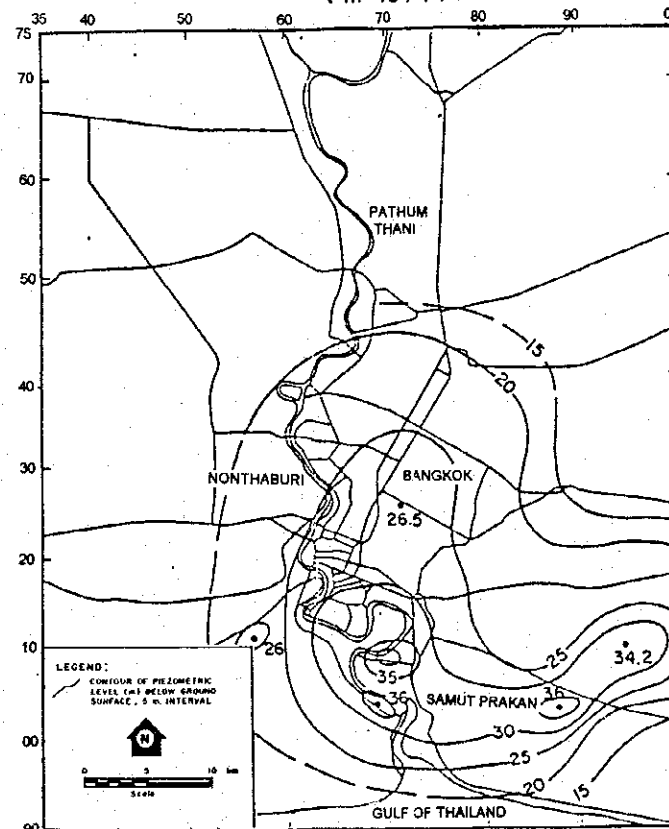 35 40 50 60 70 80 90
75
70
60
50
40
30
20
10
00
90
PATHUM
THANI
15
20
NONTHABURI
BANGKOK
26.5
26
25
34.2
35
36
SAMUT PRAKAN
36
30
25
20
15
GULF OF THAILAND
LEGEND:
CONTOUR OF PIEZOMETRIC
LEVEL (m) BELOW GROUND
SURFACE, 5 m. INTERVAL
N
0 5 10 km
Scale